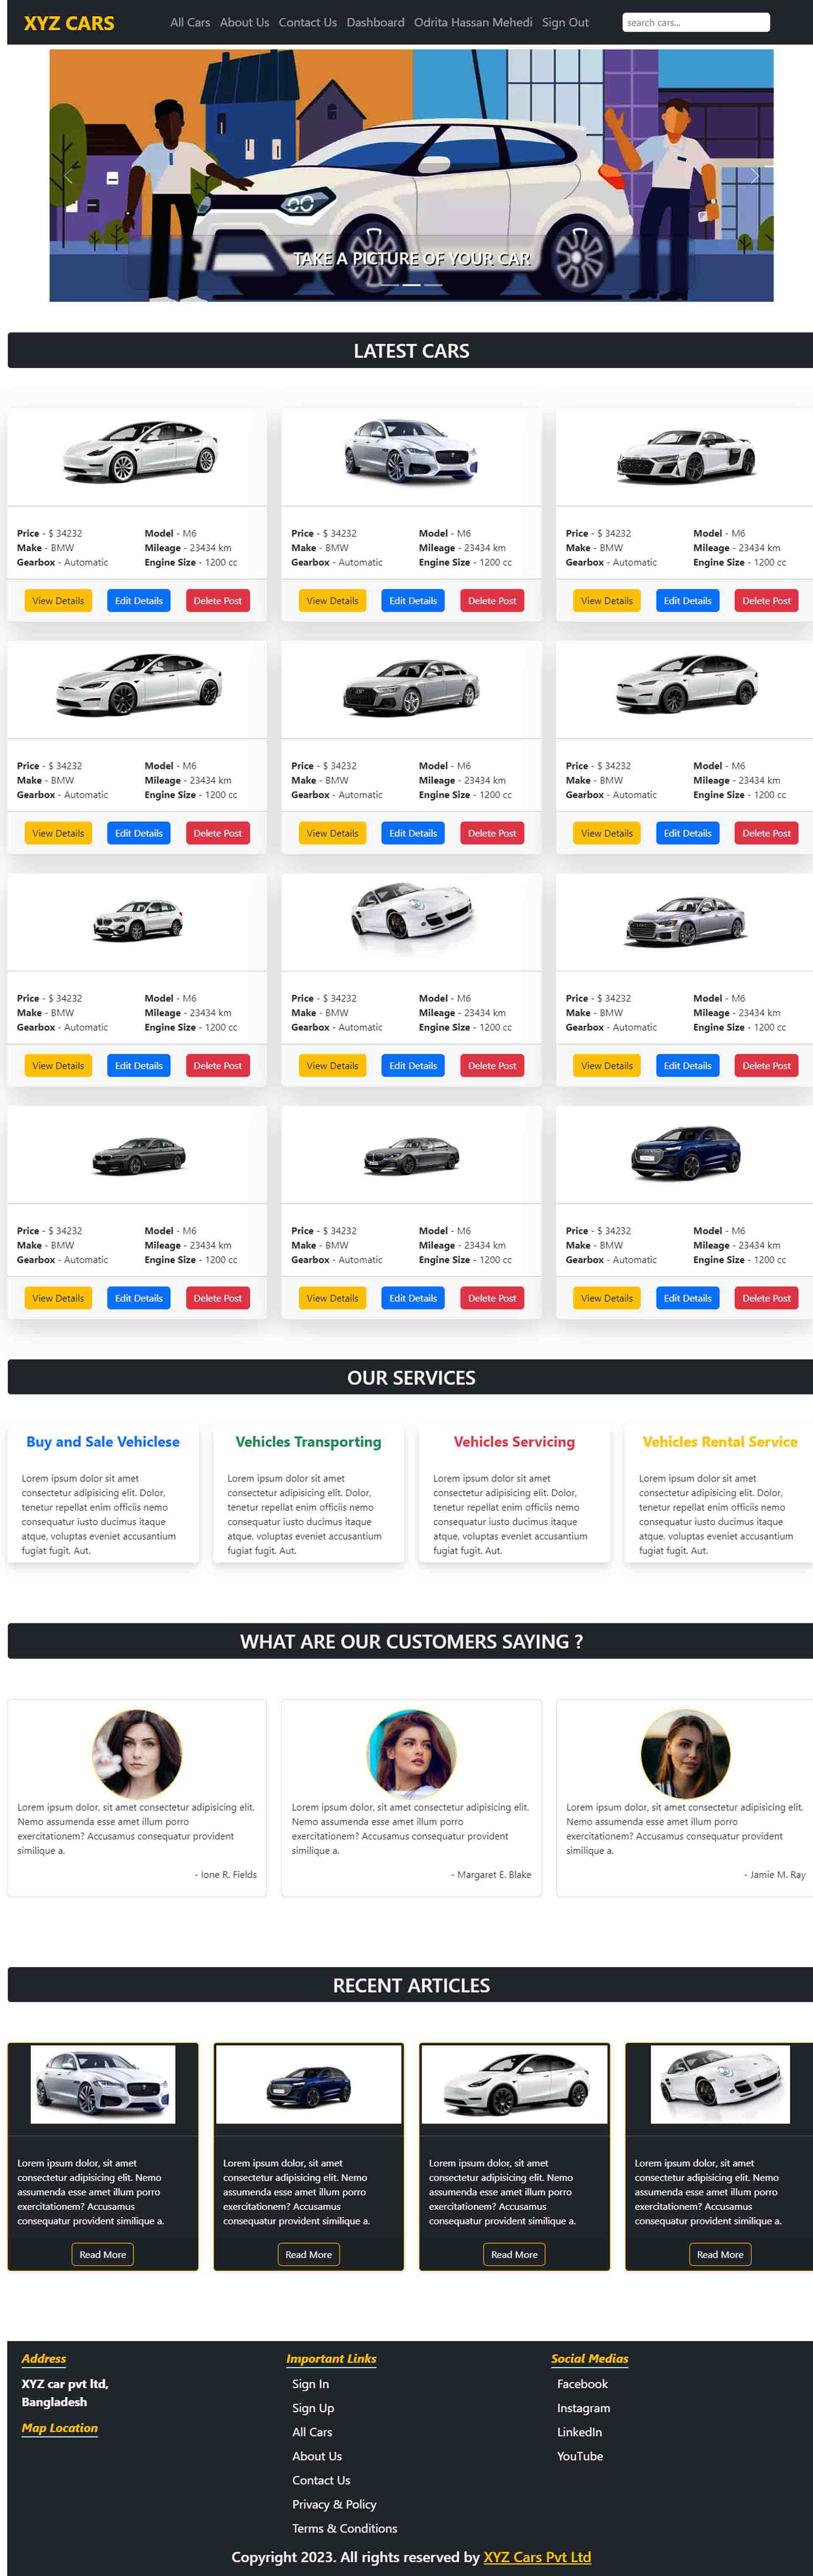 XYZ CARS
All Cars About Us Contact Us Dashboard Odrita Hassan Mehedi Sign Out
search cars...
TAKE A PICTURE OF YOUR CAR
LATEST CARS
Price - $ 34232 Model - M6 Price - $ 34232 Model - M6 Price - $ 34232 Model - M6
Make - BMW Mileage - 23434 km Make - BMW Mileage - 23434 km Make - BMW Mileage - 23434 km
Gearbox - Automatic Engine Size - 1200 cc Gearbox - Automatic Engine Size - 1200 cc Gearbox - Automatic Engine Size - 1200 cc
View Details Edit Details Delete Post View Details Edit Details Delete Post View Details Edit Details Delete Post
Price - $ 34232 Model - M6 Price - $ 34232 Model - M6 Price - $ 34232 Model - M6
Make - BMW Mileage - 23434 km Make - BMW Mileage - 23434 km Make - BMW Mileage - 23434 km
Gearbox - Automatic Engine Size - 1200 cc Gearbox - Automatic Engine Size - 1200 cc Gearbox - Automatic Engine Size - 1200 cc
View Details Edit Details Delete Post View Details Edit Details Delete Post View Details Edit Details Delete Post
Price - $ 34232 Model - M6 Price - $ 34232 Model - M6 Price - $ 34232 Model - M6
Make - BMW Mileage - 23434 km Make - BMW Mileage - 23434 km Make - BMW Mileage - 23434 km
Gearbox - Automatic Engine Size - 1200 cc Gearbox - Automatic Engine Size - 1200 cc Gearbox - Automatic Engine Size - 1200 cc
View Details Edit Details Delete Post View Details Edit Details Delete Post View Details Edit Details Delete Post
Price - $ 34232 Model - M6 Price - $ 34232 Model - M6 Price - $ 34232 Model - M6
Make - BMW Mileage - 23434 km Make - BMW Mileage - 23434 km Make - BMW Mileage - 23434 km
Gearbox - Automatic Engine Size - 1200 cc Gearbox - Automatic Engine Size - 1200 cc Gearbox - Automatic Engine Size - 1200 cc
View Details Edit Details Delete Post View Details Edit Details Delete Post View Details Edit Details Delete Post
OUR SERVICES
Buy and Sale Vehiclese
Lorem ipsum dolor sit amet
consectetur adipisicing elit. Dolor,
tenetur repellat enim officiis nemo
consequatur iusto ducimus itaque
atque, voluptas eveniet accusantium
fugiat fugit. Aut.
Vehicles Transporting
Lorem ipsum dolor sit amet
consectetur adipisicing elit. Dolor,
tenetur repellat enim officiis nemo
consequatur iusto ducimus itaque
atque, voluptas eveniet accusantium
fugiat fugit. Aut.
Vehicles Servicing
Lorem ipsum dolor sit amet
consectetur adipisicing elit. Dolor,
tenetur repellat enim officiis nemo
consequatur iusto ducimus itaque
atque, voluptas eveniet accusantium
fugiat fugit. Aut.
Vehicles Rental Service
Lorem ipsum dolor sit amet
consectetur adipisicing elit. Dolor,
tenetur repellat enim officiis nemo
consequatur iusto ducimus itaque
atque, voluptas eveniet accusantium
fugiat fugit. Aut.
WHAT ARE OUR CUSTOMERS SAYING ?
Lorem ipsum dolor, sit amet consectetur adipisicing elit.
Nemo assumenda esse amet illum porro
exercitationem? Accusamus consequatur provident
similique a.
- Ione R. Fields
Lorem ipsum dolor, sit amet consectetur adipisicing elit.
Nemo assumenda esse amet illum porro
exercitationem? Accusamus consequatur provident
similique a.
- Margaret E. Blake
Lorem ipsum dolor, sit amet consectetur adipisicing elit.
Nemo assumenda esse amet illum porro
exercitationem? Accusamus consequatur provident
similique a.
- Jamie M. Ray
RECENT ARTICLES
Lorem ipsum dolor, sit amet
consectetur adipisicing elit. Nemo
assumenda esse amet illum porro
exercitationem? Accusamus
consequatur provident similique a.
Read More
Lorem ipsum dolor, sit amet
consectetur adipisicing elit. Nemo
assumenda esse amet illum porro
exercitationem? Accusamus
consequatur provident similique a.
Read More
Lorem ipsum dolor, sit amet
consectetur adipisicing elit. Nemo
assumenda esse amet illum porro
exercitationem? Accusamus
consequatur provident similique a.
Read More
Lorem ipsum dolor, sit amet
consectetur adipisicing elit. Nemo
assumenda esse amet illum porro
exercitationem? Accusamus
consequatur provident similique a.
Read More
Address
XYZ car pvt ltd,
Bangladesh
Map Location
Important Links
Sign In
Sign Up
All Cars
About Us
Contact Us
Privacy & Policy
Terms & Conditions
Social Medias
Facebook
Instagram
LinkedIn
YouTube
Copyright 2023. All rights reserved by XYZ Cars Pvt Ltd